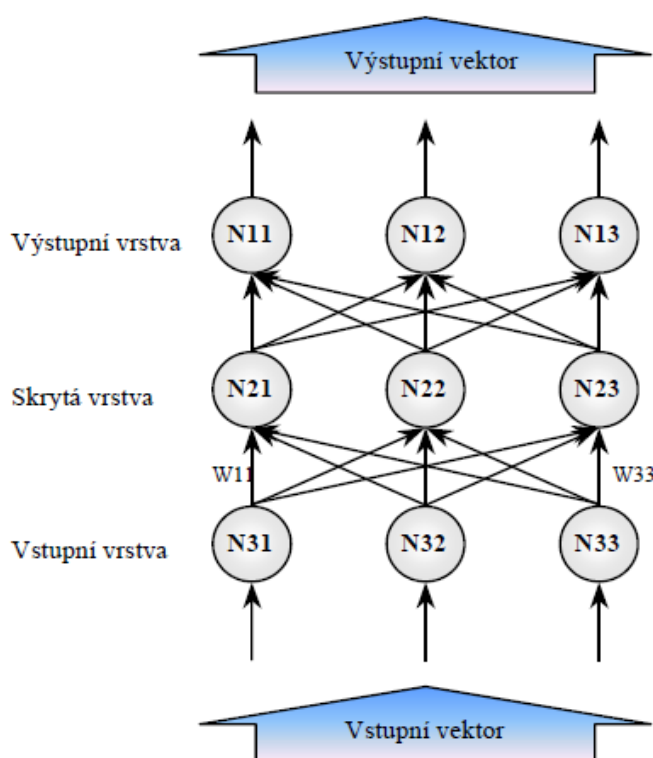 Výstupní vektor
Výstupní vrstva N11 N12 N13
Skrytá vrstva N21 N22 N23
W11 W33
Vstupní vrstva N31 N32 N33
Vstupní vektor